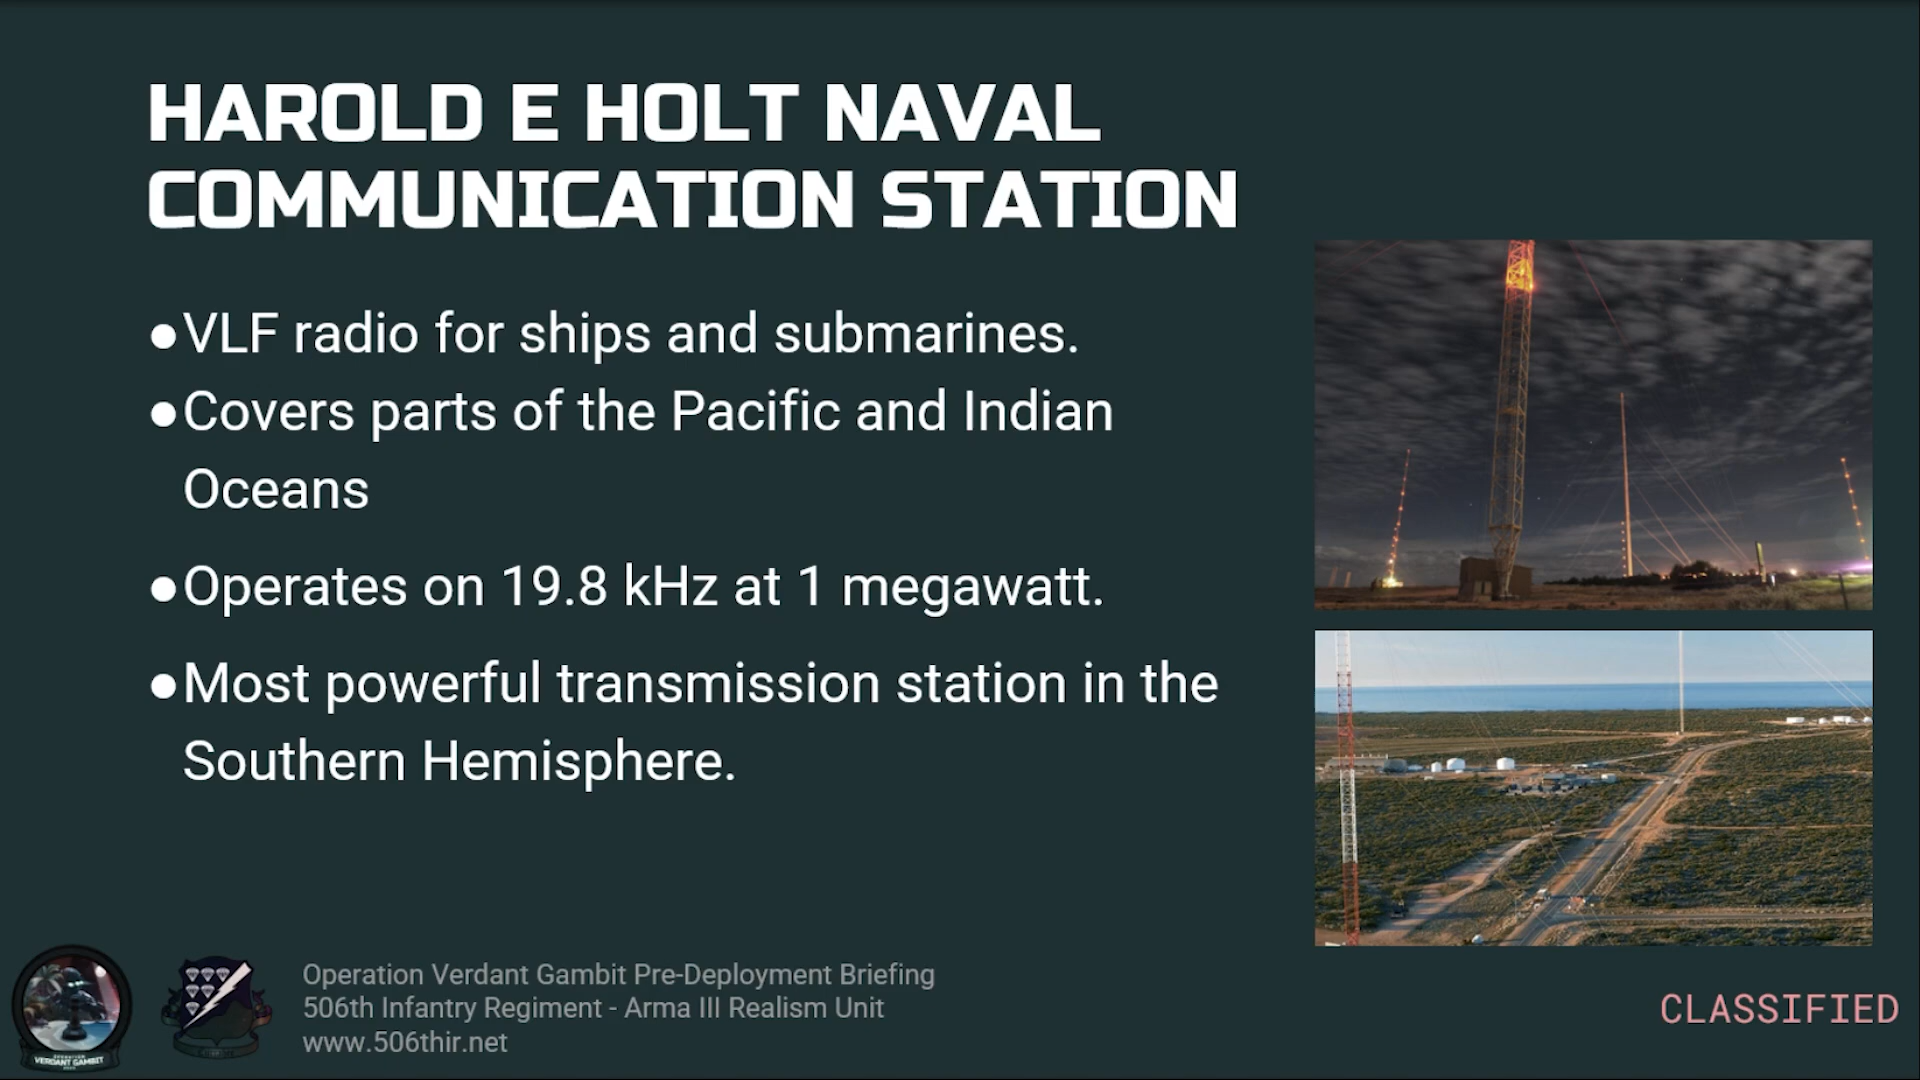 HAROLD E HOLT NAVAL
COMMUNICATION STATION
●VLF radio for ships and submarines.
●Covers parts of the Pacific and Indian
Oceans
●Operates on 19.8 kHz at 1 megawatt.
●Most powerful transmission station in the
Southern Hemisphere.
VERDANT GAMBIT
Operation Verdant Gambit Pre-Deployment Briefing
506th Infantry Regiment - Arma III Realism Unit
www.506thir.net
CLASSIFIED